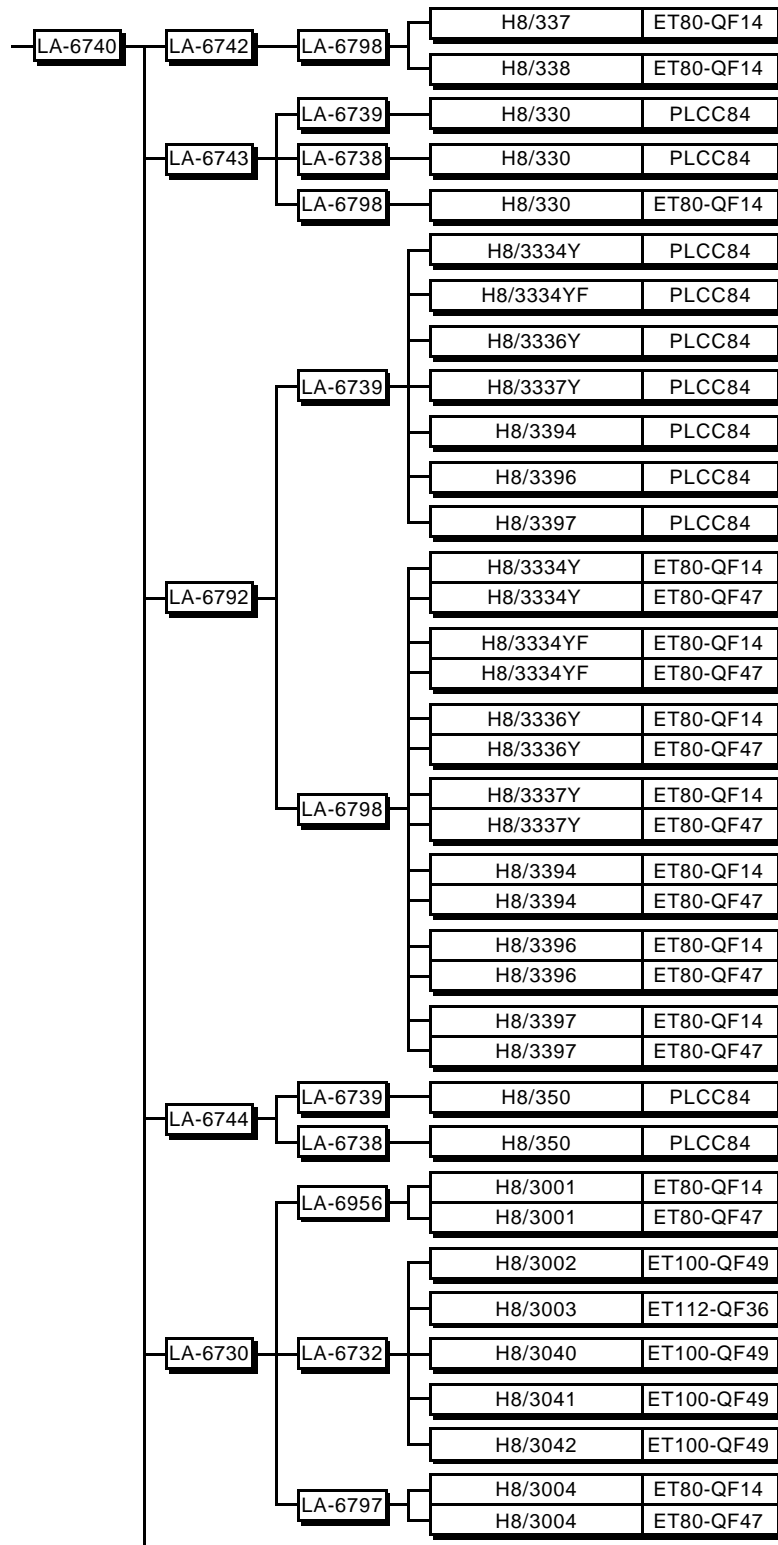 H8/337 ET80-QF14
LA-6740 LA-6742 LA-6798
H8/338 ET80-QF14
LA-6739 H8/330 PLCC84
LA-6743 LA-6738 H8/330 PLCC84
LA-6798 H8/330 ET80-QF14
H8/3334Y PLCC84
H8/3334YF PLCC84
H8/3336Y PLCC84
LA-6739 H8/3337Y PLCC84
H8/3394 PLCC84
H8/3396 PLCC84
H8/3397 PLCC84
H8/3334Y ET80-QF14
LA-6792 H8/3334Y ET80-QF47
H8/3334YF ET80-QF14
H8/3334YF ET80-QF47
H8/3336Y ET80-QF14
H8/3336Y ET80-QF47
H8/3337Y ET80-QF14
LA-6798
H8/3337Y ET80-QF47
H8/3394 ET80-QF14
H8/3394 ET80-QF47
H8/3396 ET80-QF14
H8/3396 ET80-QF47
H8/3397 ET80-QF14
H8/3397 ET80-QF47
LA-6739 H8/350 PLCC84
LA-6744
LA-6738 H8/350 PLCC84
H8/3001 ET80-QF14
LA-6956
H8/3001 ET80-QF47
H8/3002 ET100-QF49
H8/3003 ET112-QF36
LA-6730 LA-6732 H8/3040 ET100-QF49
H8/3041 ET100-QF49
H8/3042 ET100-QF49
H8/3004 ET80-QF14
LA-6797
H8/3004 ET80-QF47